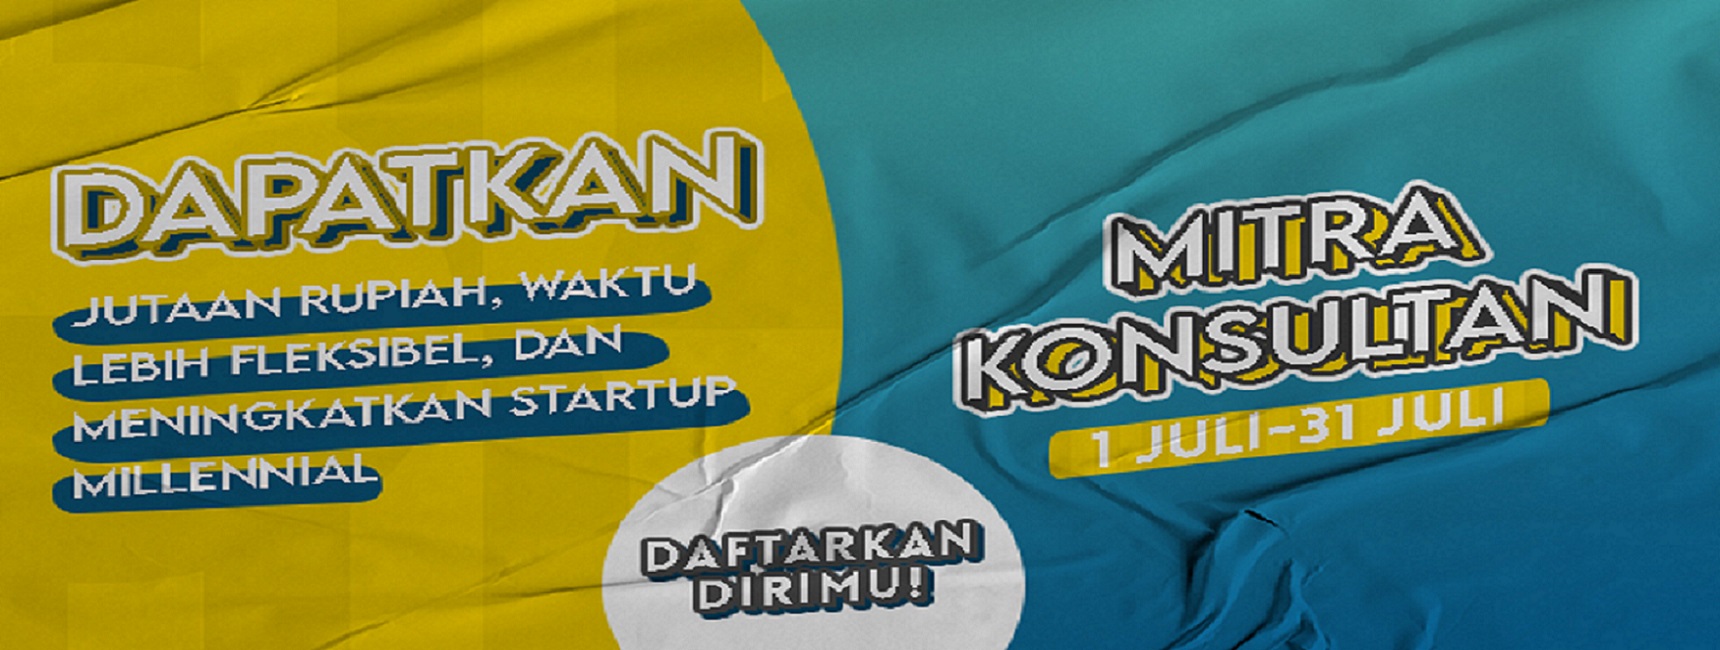 DAPATKAN
JUTAAN RUPIAH, WAKTU
LEBIH FLEKSIBEL, DAN
MENINGKATKAN STARTUP
MILLENNIAL
DAFTARKAN
DIRIMU!
MITRA
KONSULTAN
1 JULI-31 JULI